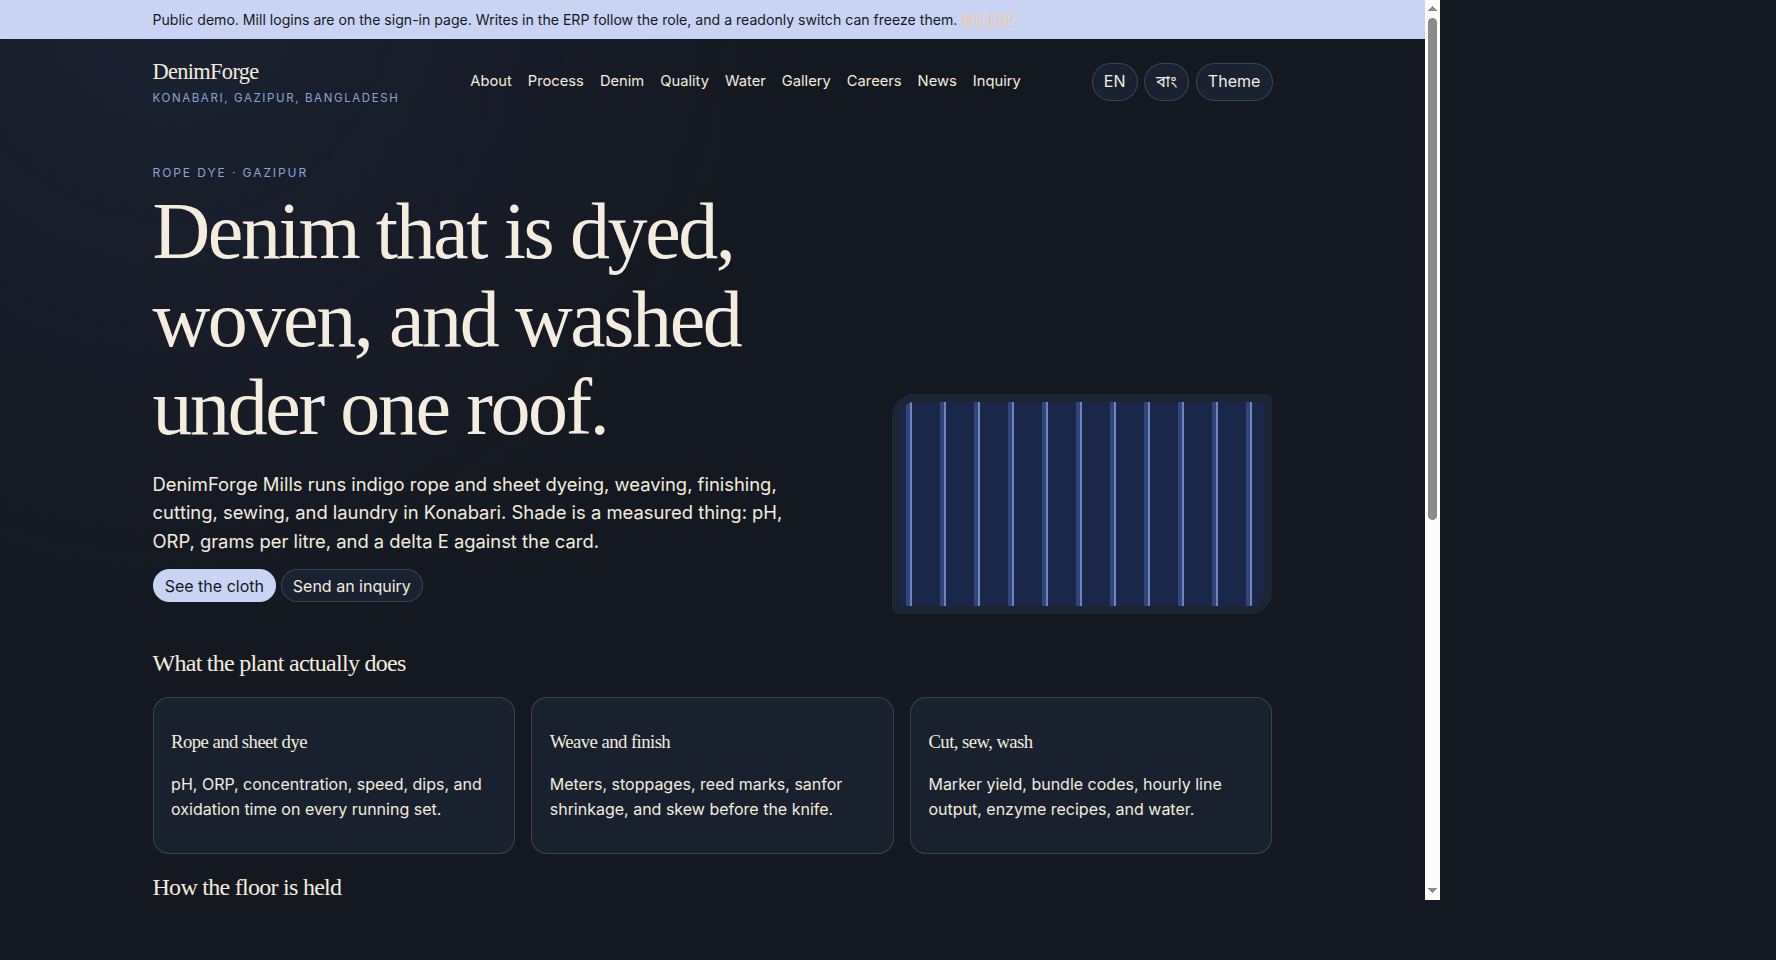 Public demo. Mill logins are on the sign-in page. Writes in the ERP follow the role, and a readonly switch can freeze them. Mill ERP
DenimForge
KONABARI, GAZIPUR, BANGLADESH
About Process Denim Quality Water Gallery Careers News Inquiry
EN বাং Theme
ROPE DYE · GAZIPUR
Denim that is dyed,
woven, and washed
under one roof.
DenimForge Mills runs indigo rope and sheet dyeing, weaving, finishing,
cutting, sewing, and laundry in Konabari. Shade is a measured thing: pH,
ORP, grams per litre, and a delta E against the card.
See the cloth Send an inquiry
What the plant actually does
Rope and sheet dye
pH, ORP, concentration, speed, dips, and
oxidation time on every running set.
Weave and finish
Meters, stoppages, reed marks, sanfor
shrinkage, and skew before the knife.
Cut, sew, wash
Marker yield, bundle codes, hourly line
output, enzyme recipes, and water.
How the floor is held